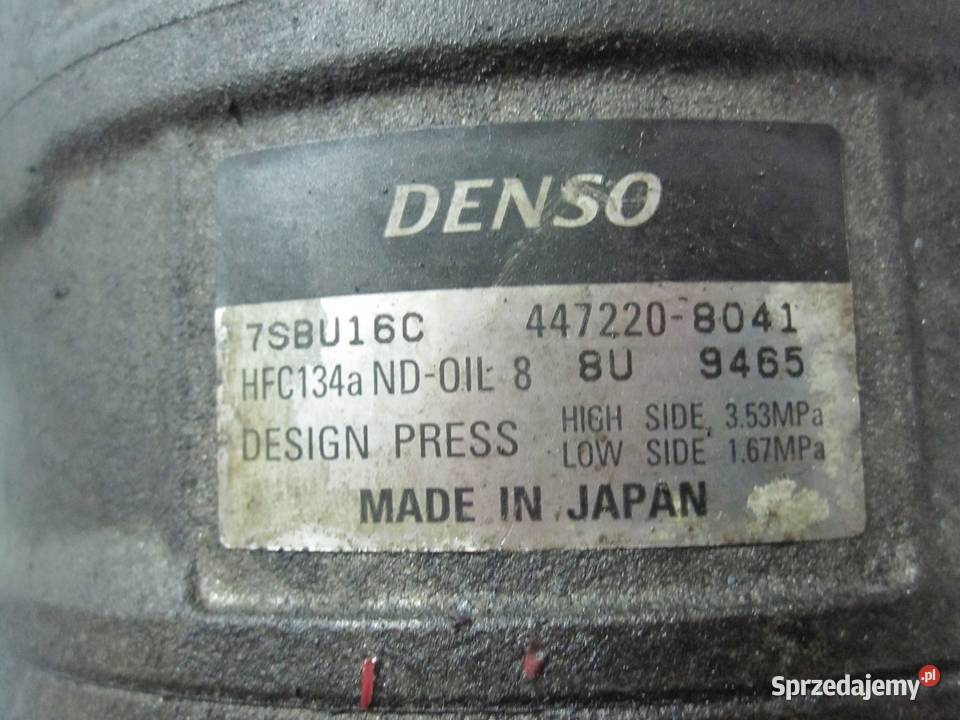 DENSO
7SBU16C 447220-8041
HFC134a ND-OIL 8 8U 9465
DESIGN PRESS HIGH SIDE 3.53MPa
LOW SIDE 1.67MPa
MADE IN JAPAN
Sprzedajemy.pl